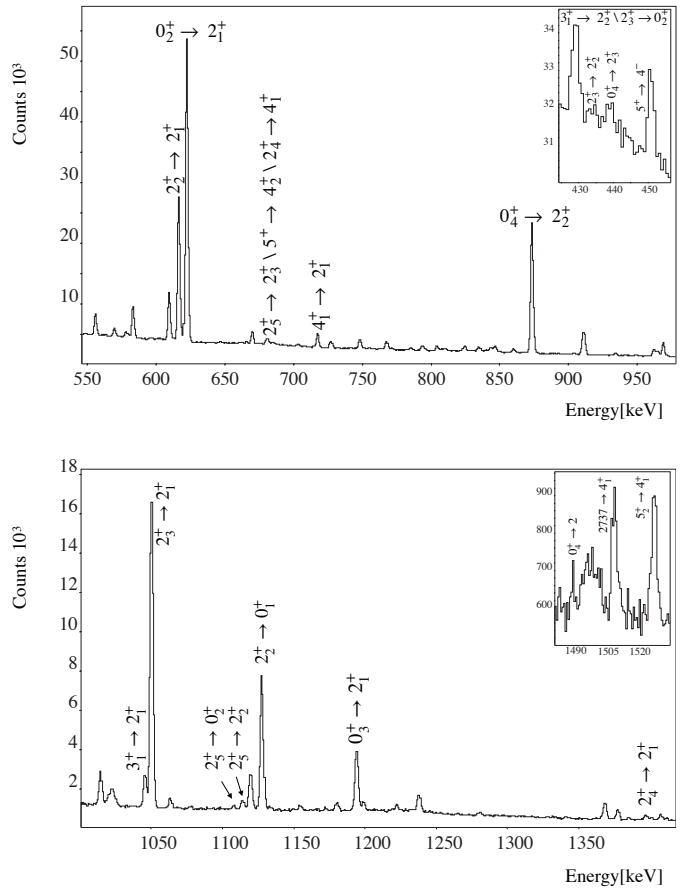 Counts 10³
50
40
30
20
10
550
600
650
700
750
800
850
900
950
Energy[keV]
2₂⁺ → 2₁⁺
0₂⁺ → 2₁⁺
2₅⁺ → 2₃⁺ \ 5⁺ → 4₂⁺ \ 2₄⁺ → 4₁⁺
4₁⁺ → 2₁⁺
0₄⁺ → 2₂⁺
3₁⁺ → 2₂⁺ \ 2₃⁺ → 0₂⁺
2₃⁺ → 2₂⁺
0₄⁺ → 2₃⁺
5⁺ → 4⁻
34
33
32
31
430
440
450
Counts 10³
18
16
14
12
10
8
6
4
2
1050
1100
1150
1200
1250
1300
1350
Energy[keV]
3₁⁺ → 2₁⁺
2₃⁺ → 2₁⁺
2₅⁺ → 0₂⁺
2₅⁺ → 2₂⁺
2₂⁺ → 0₁⁺
0₃⁺ → 2₁⁺
2₄⁺ → 2₁⁺
0₄⁺ → 2
2737 → 4₁⁺
5₂⁻ → 4₁⁺
900
800
700
600
1490
1505
1520